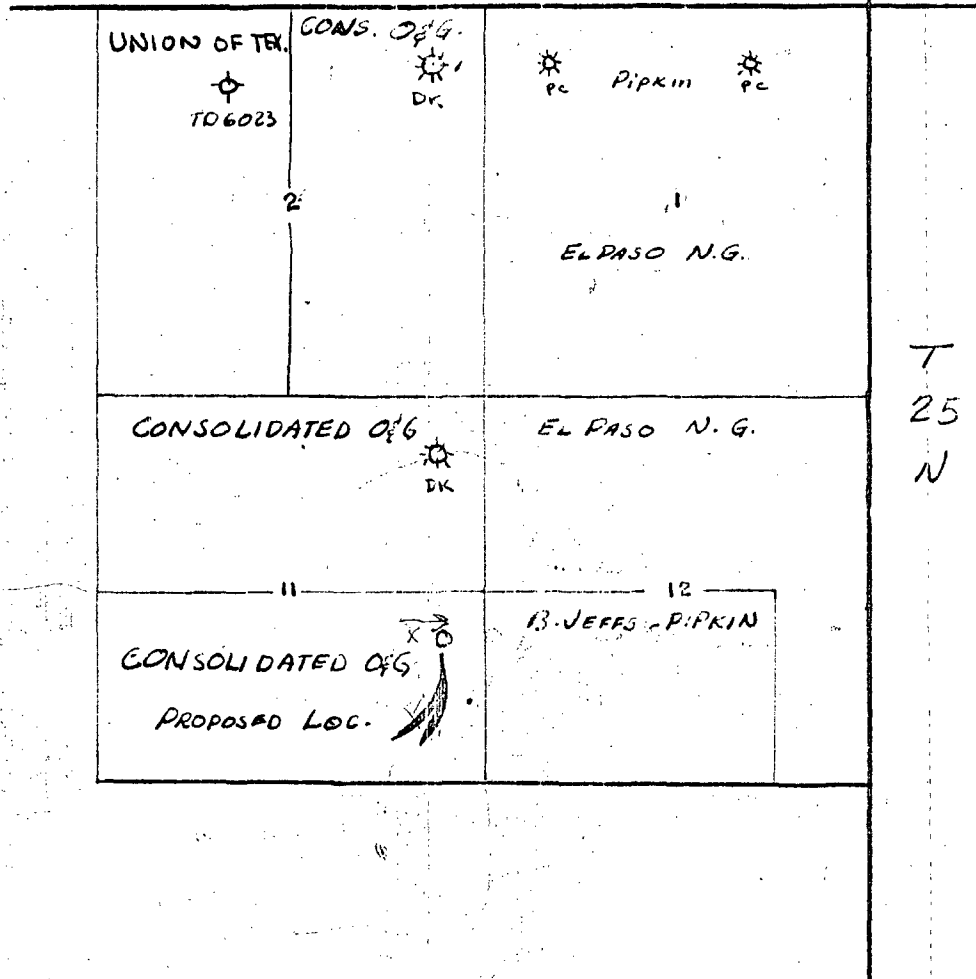 UNION OF TEX.
TD 6023
CONS. O&G.
DK
PC Pipkin PC
2
1
EL PASO N.G.
T
25
N
CONSOLIDATED O&G
DK
EL PASO N.G.
11
12
X
CONSOLIDATED O&G
PROPOSED LOC.
B. JEFFS - PIPKIN